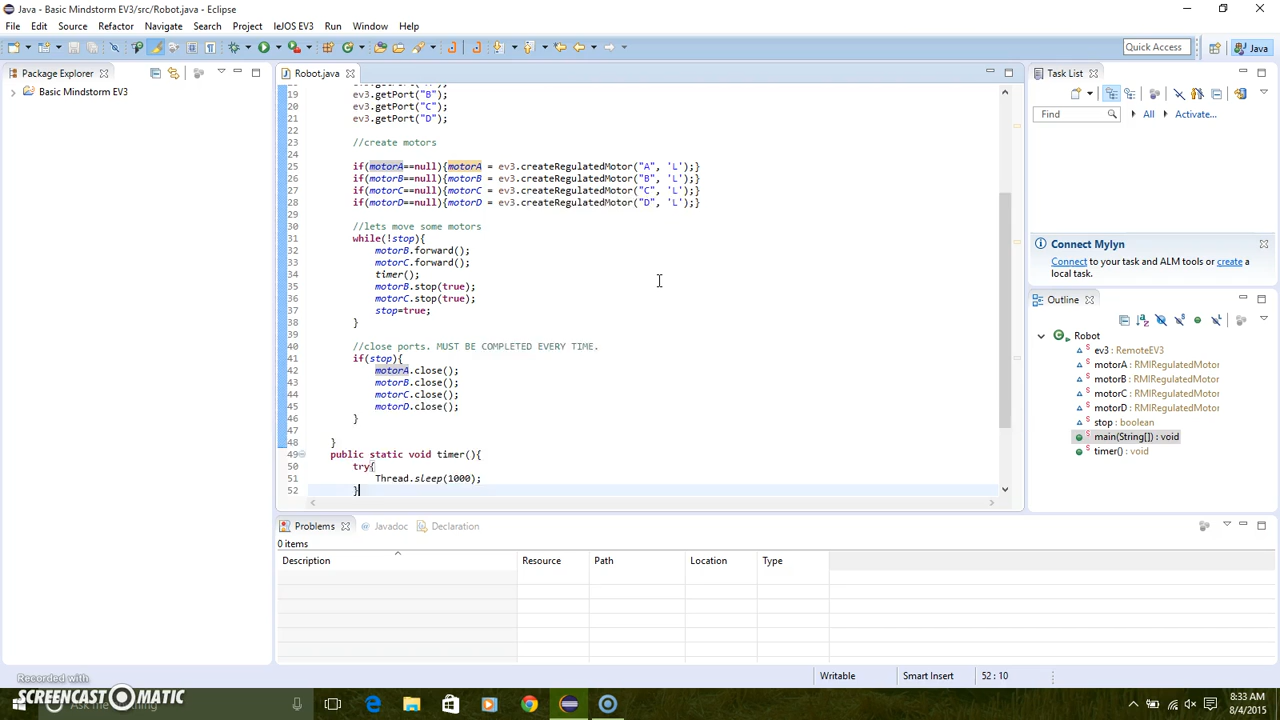 Java - Basic Mindstorm EV3/src/Robot.java - Eclipse
File Edit Source Refactor Navigate Search Project leJOS EV3 Run Window Help
Quick Access Java
Package Explorer
Basic Mindstorm EV3
Robot.java
19 ev3.getPort("B");
20 ev3.getPort("C");
21 ev3.getPort("D");
22
23 //create motors
24
25 if(motorA==null){motorA = ev3.createRegulatedMotor("A", 'L');}
26 if(motorB==null){motorB = ev3.createRegulatedMotor("B", 'L');}
27 if(motorC==null){motorC = ev3.createRegulatedMotor("C", 'L');}
28 if(motorD==null){motorD = ev3.createRegulatedMotor("D", 'L');}
29
30 //lets move some motors
31 while(!stop){
32 motorB.forward();
33 motorC.forward();
34 timer();
35 motorB.stop(true);
36 motorC.stop(true);
37 stop=true;
38 }
39
40 //close ports. MUST BE COMPLETED EVERY TIME.
41 if(stop){
42 motorA.close();
43 motorB.close();
44 motorC.close();
45 motorD.close();
46 }
47
48 }
49 public static void timer(){
50 try{
51 Thread.sleep(1000);
52 }
Task List
Find All Activate...
Connect Mylyn
Connect to your task and ALM tools or create a
local task.
Outline
Robot
ev3 : RemoteEV3
motorA : RMIRegulatedMotor
motorB : RMIRegulatedMotor
motorC : RMIRegulatedMotor
motorD : RMIRegulatedMotor
stop : boolean
main(String[]) : void
timer() : void
Problems Javadoc Declaration
0 items
Description Resource Path Location Type
Writable Smart Insert 52 : 10
Recorded with
SCREENCAST MATIC
8:33 AM
8/4/2015